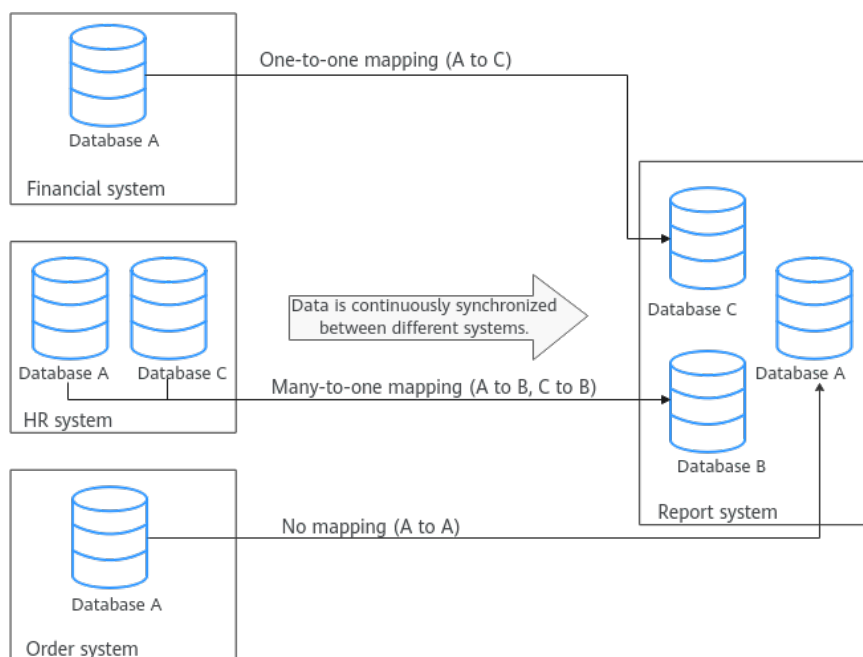 One-to-one mapping (A to C)
Database A
Financial system
Database A
Database C
HR system
Data is continuously synchronized
between different systems.
Many-to-one mapping (A to B, C to B)
Database C
Database A
Database B
Report system
No mapping (A to A)
Database A
Order system